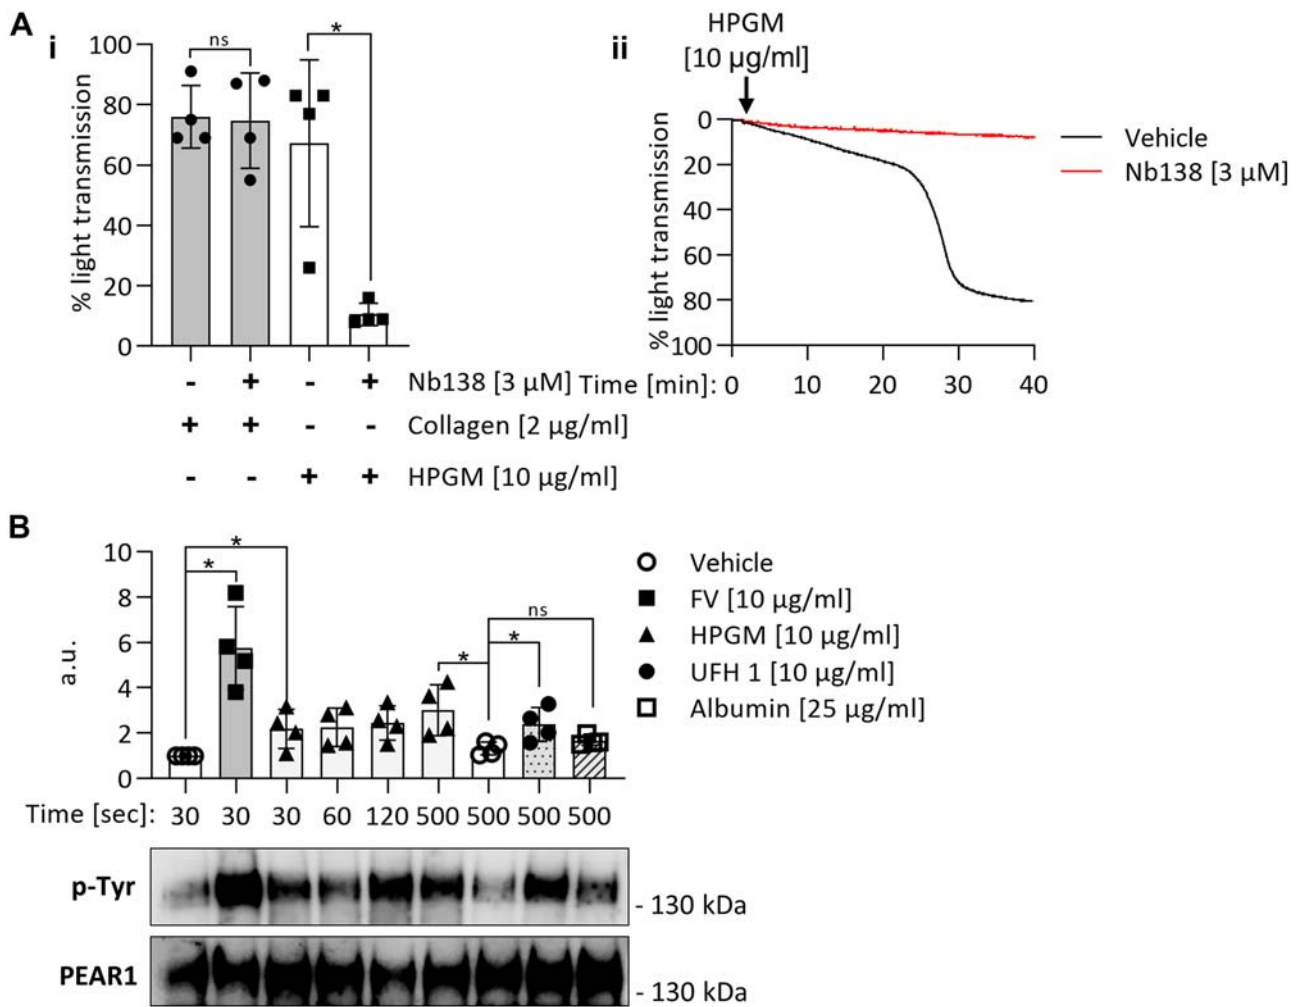 A
i
ns
*
100
80
60
40
20
0
% light transmission
- + - + Nb138 [3 µM]
+ + - - Collagen [2 µg/ml]
- - + + HPGM [10 µg/ml]
ii
HPGM
[10 µg/ml]
0
20
40
60
80
100
% light transmission
Time [min]: 0 10 20 30 40
Vehicle
Nb138 [3 µM]
B
10
8
6
4
2
0
a.u.
*
*
*
*
ns
Time [sec]: 30 30 30 60 120 500 500 500 500
Vehicle
FV [10 µg/ml]
HPGM [10 µg/ml]
UFH 1 [10 µg/ml]
Albumin [25 µg/ml]
p-Tyr
- 130 kDa
PEAR1
- 130 kDa